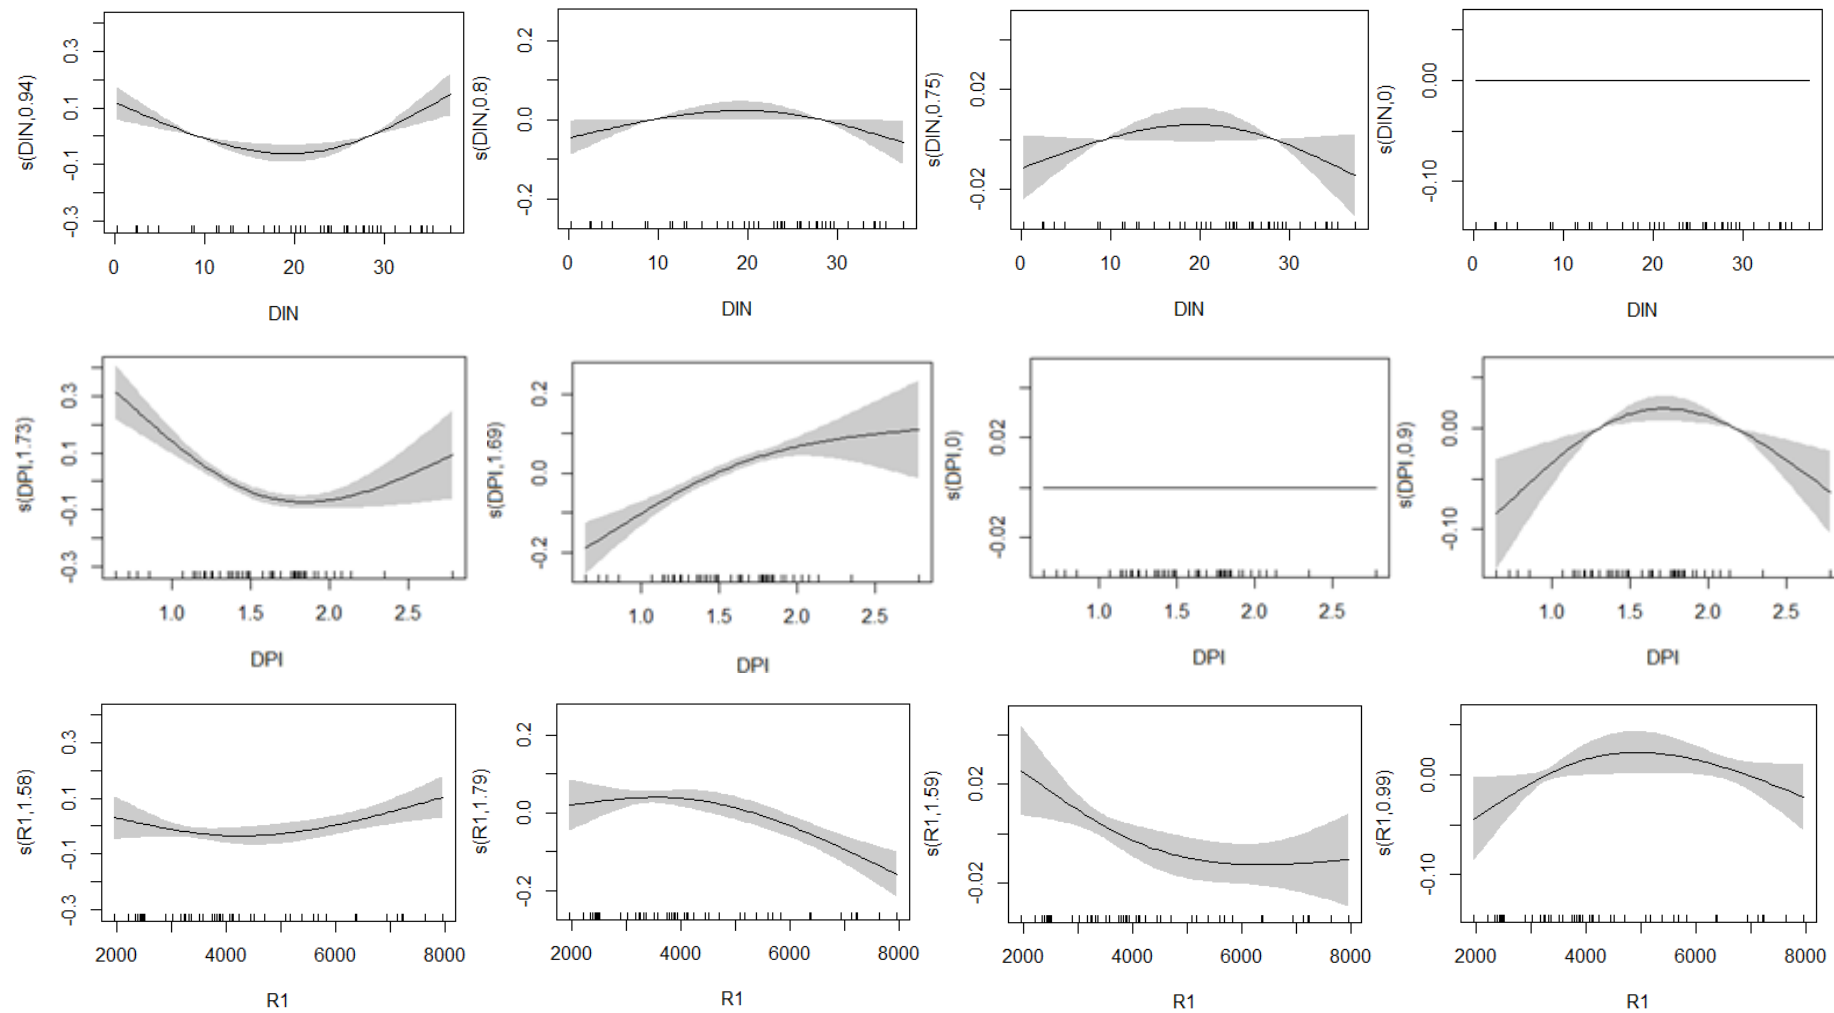 s(DIN,0.94)
0.3
0.1
-0.1
-0.3
0 10 20 30
DIN
s(DIN,0.8)
0.2
0.0
-0.2
0 10 20 30
DIN
s(DIN,0.75)
0.02
-0.02
0 10 20 30
DIN
s(DIN,0)
0.00
-0.10
0 10 20 30
DIN
s(DPI,1.73)
0.3
0.1
-0.1
-0.3
1.0 1.5 2.0 2.5
DPI
s(DPI,1.69)
0.2
0.0
-0.2
1.0 1.5 2.0 2.5
DPI
s(DPI,0)
0.02
-0.02
1.0 1.5 2.0 2.5
DPI
s(DPI,0.9)
0.00
-0.10
1.0 1.5 2.0 2.5
DPI
s(R1,1.58)
0.3
0.1
-0.1
-0.3
2000 4000 6000 8000
R1
s(R1,1.79)
0.2
0.0
-0.2
2000 4000 6000 8000
R1
s(R1,1.59)
0.02
-0.02
2000 4000 6000 8000
R1
s(R1,0.99)
0.00
-0.10
2000 4000 6000 8000
R1